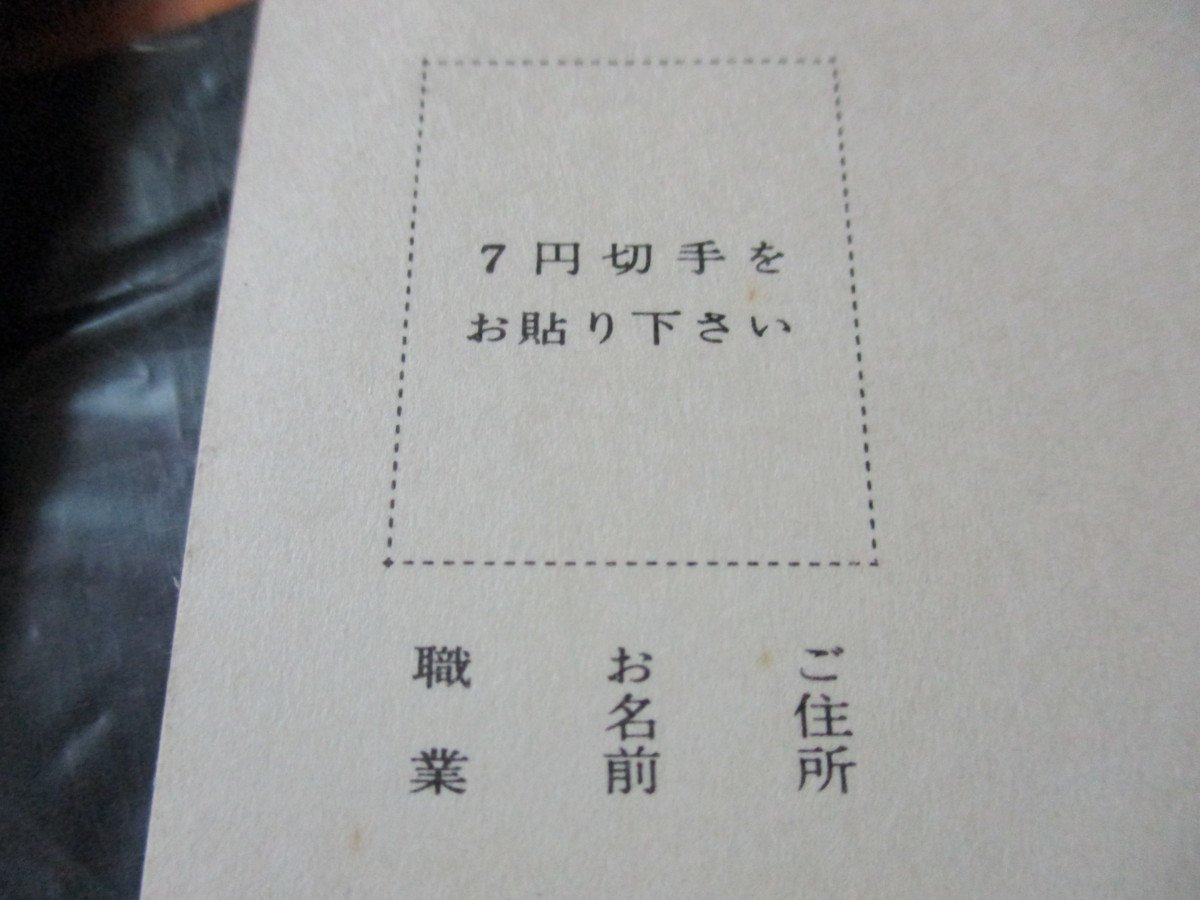 7円切手を
お貼り下さい
ご住所
お名前
職業